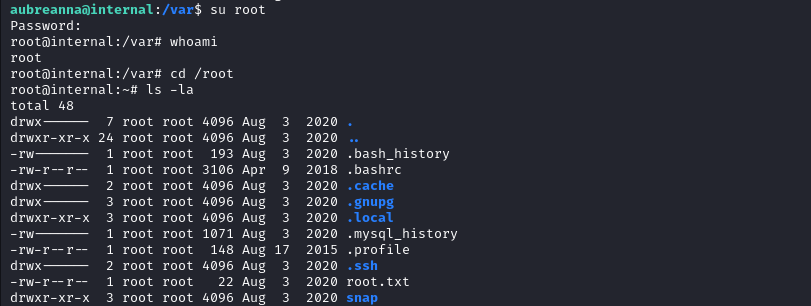 aubreanna@internal:/var$ su root
Password:
root@internal:/var# whoami
root
root@internal:/var# cd /root
root@internal:~# ls -la
total 48
drwx------  7 root root 4096 Aug  3  2020 .
drwxr-xr-x 24 root root 4096 Aug  3  2020 ..
-rw-------  1 root root  193 Aug  3  2020 .bash_history
-rw-r--r--  1 root root 3106 Apr  9  2018 .bashrc
drwx------  2 root root 4096 Aug  3  2020 .cache
drwx------  3 root root 4096 Aug  3  2020 .gnupg
drwxr-xr-x  3 root root 4096 Aug  3  2020 .local
-rw-------  1 root root 1071 Aug  3  2020 .mysql_history
-rw-r--r--  1 root root  148 Aug 17  2015 .profile
drwx------  2 root root 4096 Aug  3  2020 .ssh
-rw-r--r--  1 root root   22 Aug  3  2020 root.txt
drwxr-xr-x  3 root root 4096 Aug  3  2020 snap